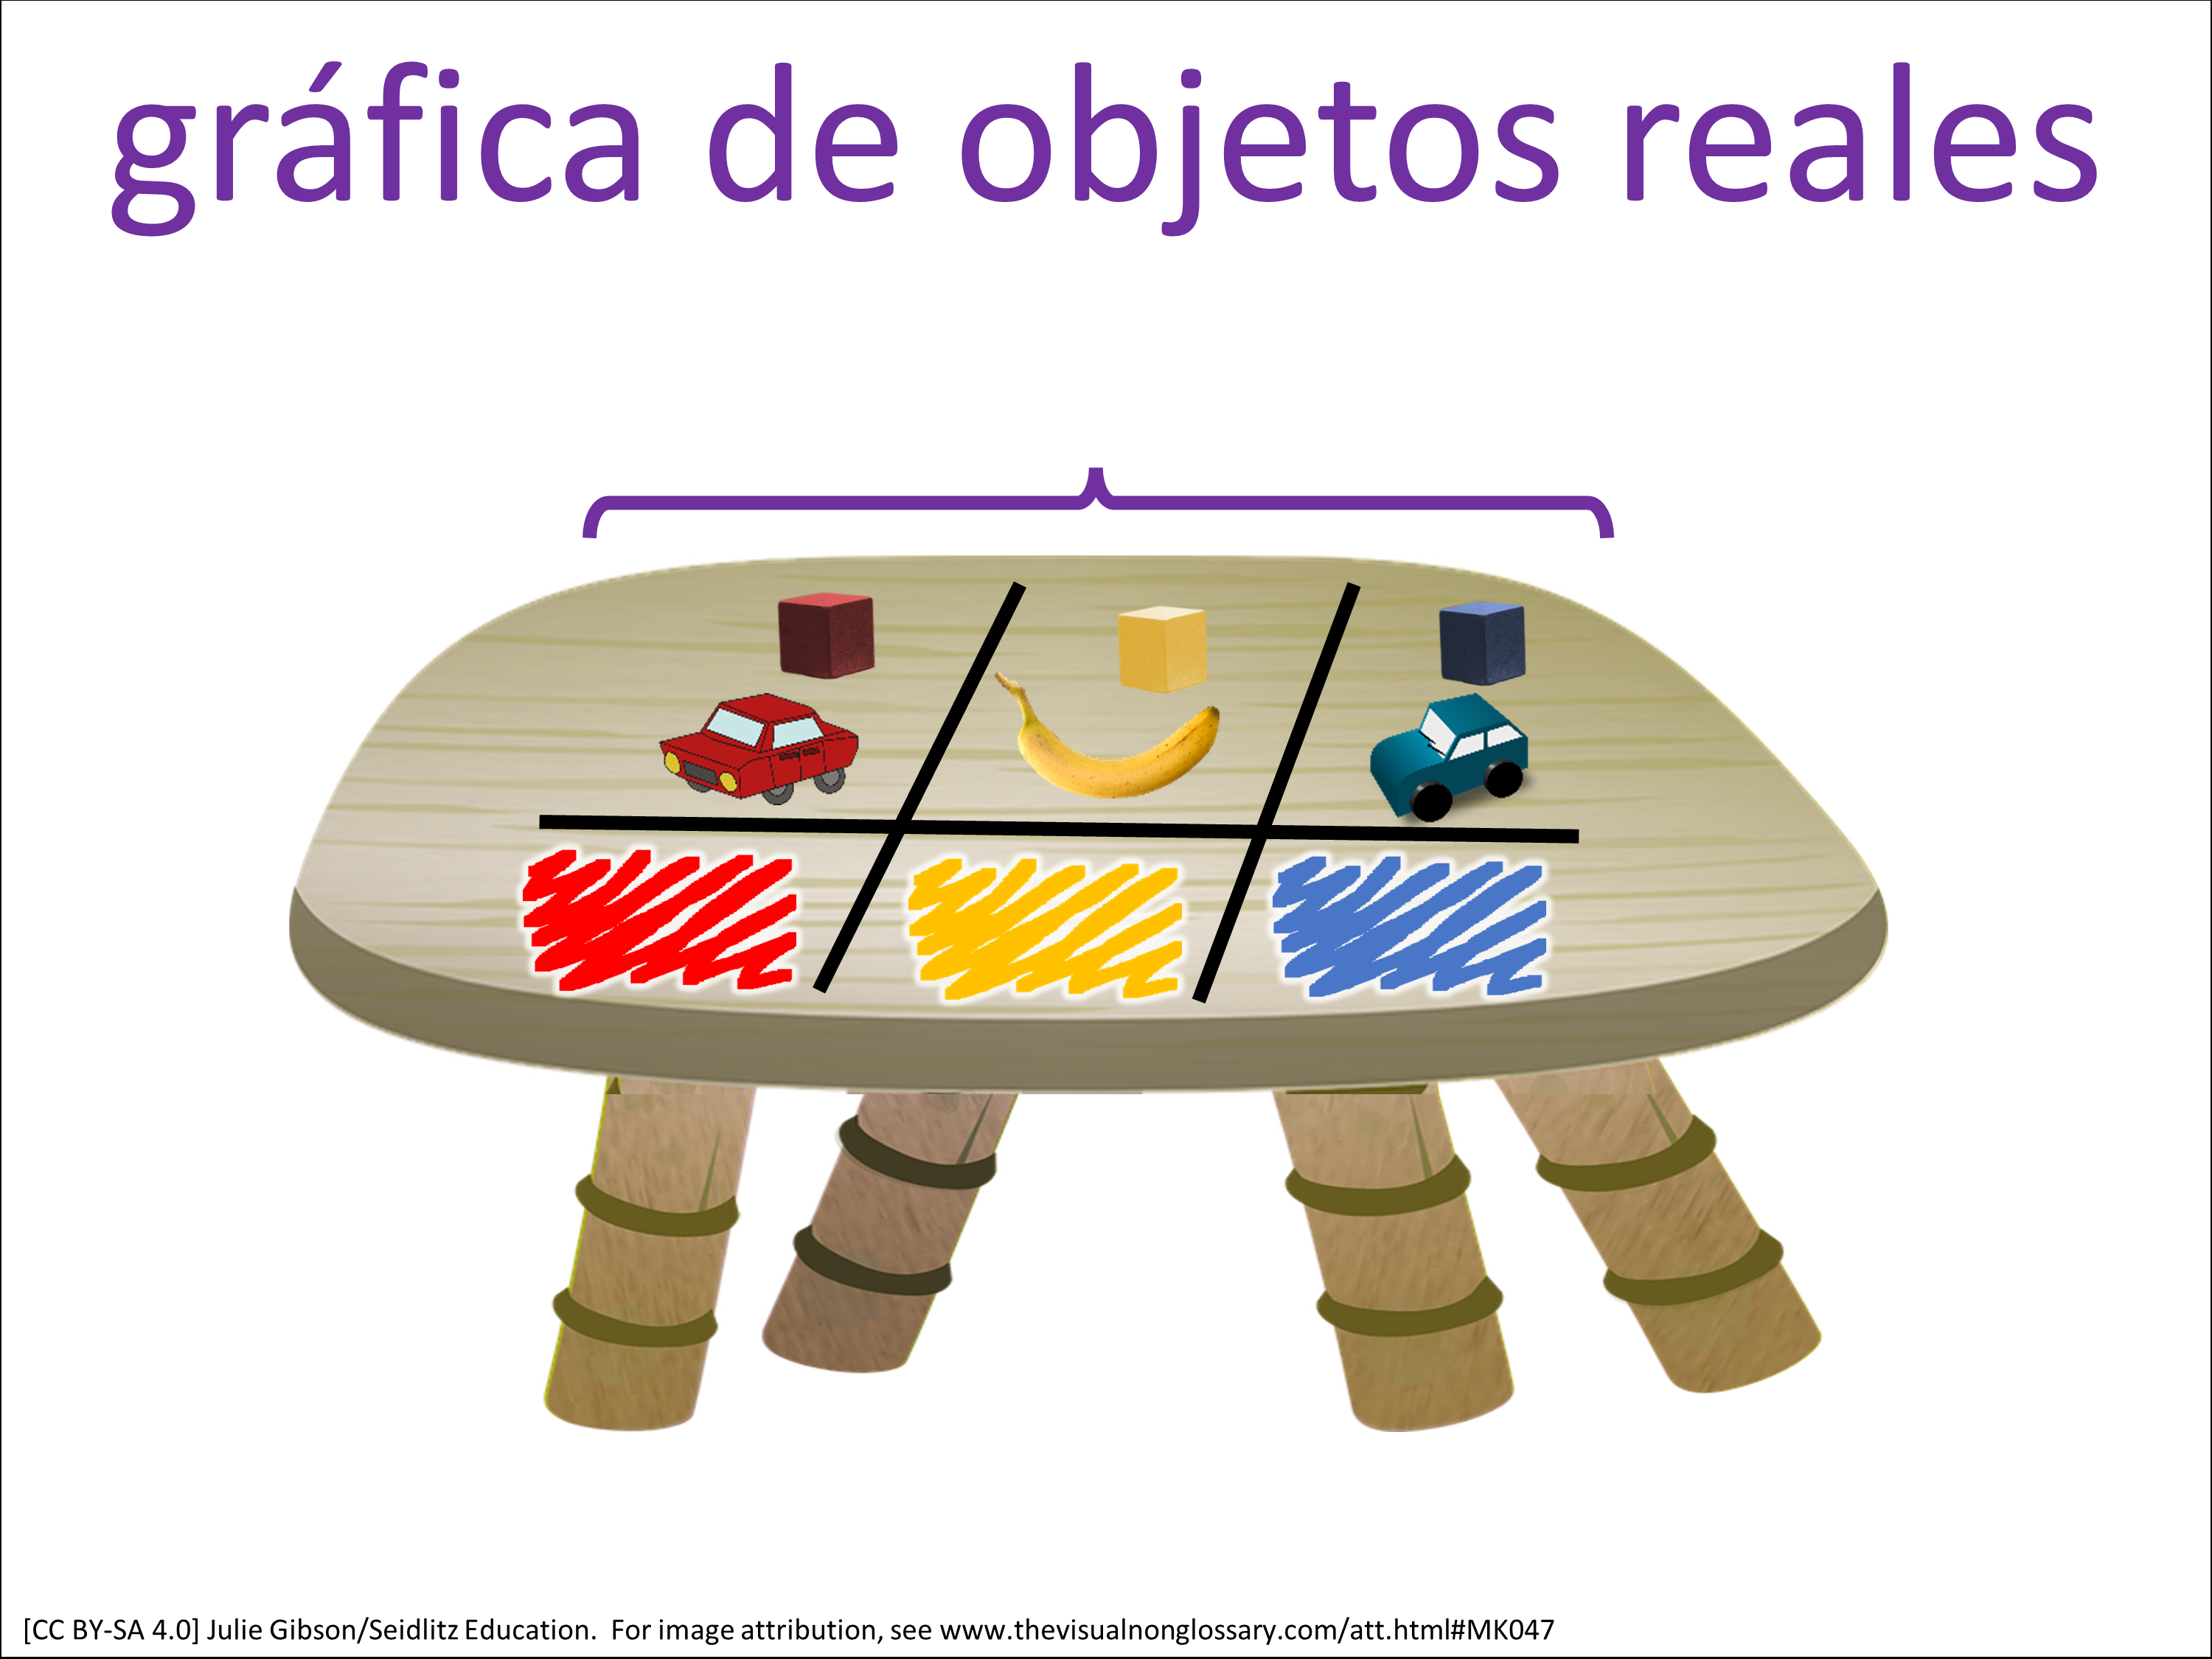 gráfica de objetos reales
[CC BY-SA 4.0] Julie Gibson/Seidlitz Education.  For image attribution, see www.thevisualnonglossary.com/att.html#MK047